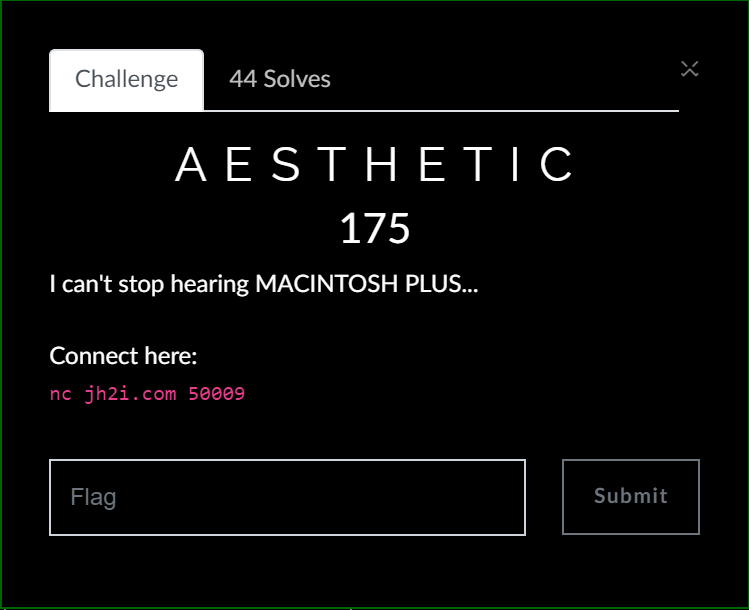 Challenge 44 Solves
A E S T H E T I C
175
I can't stop hearing MACINTOSH PLUS...
Connect here:
nc jh2i.com 50009
Flag Submit